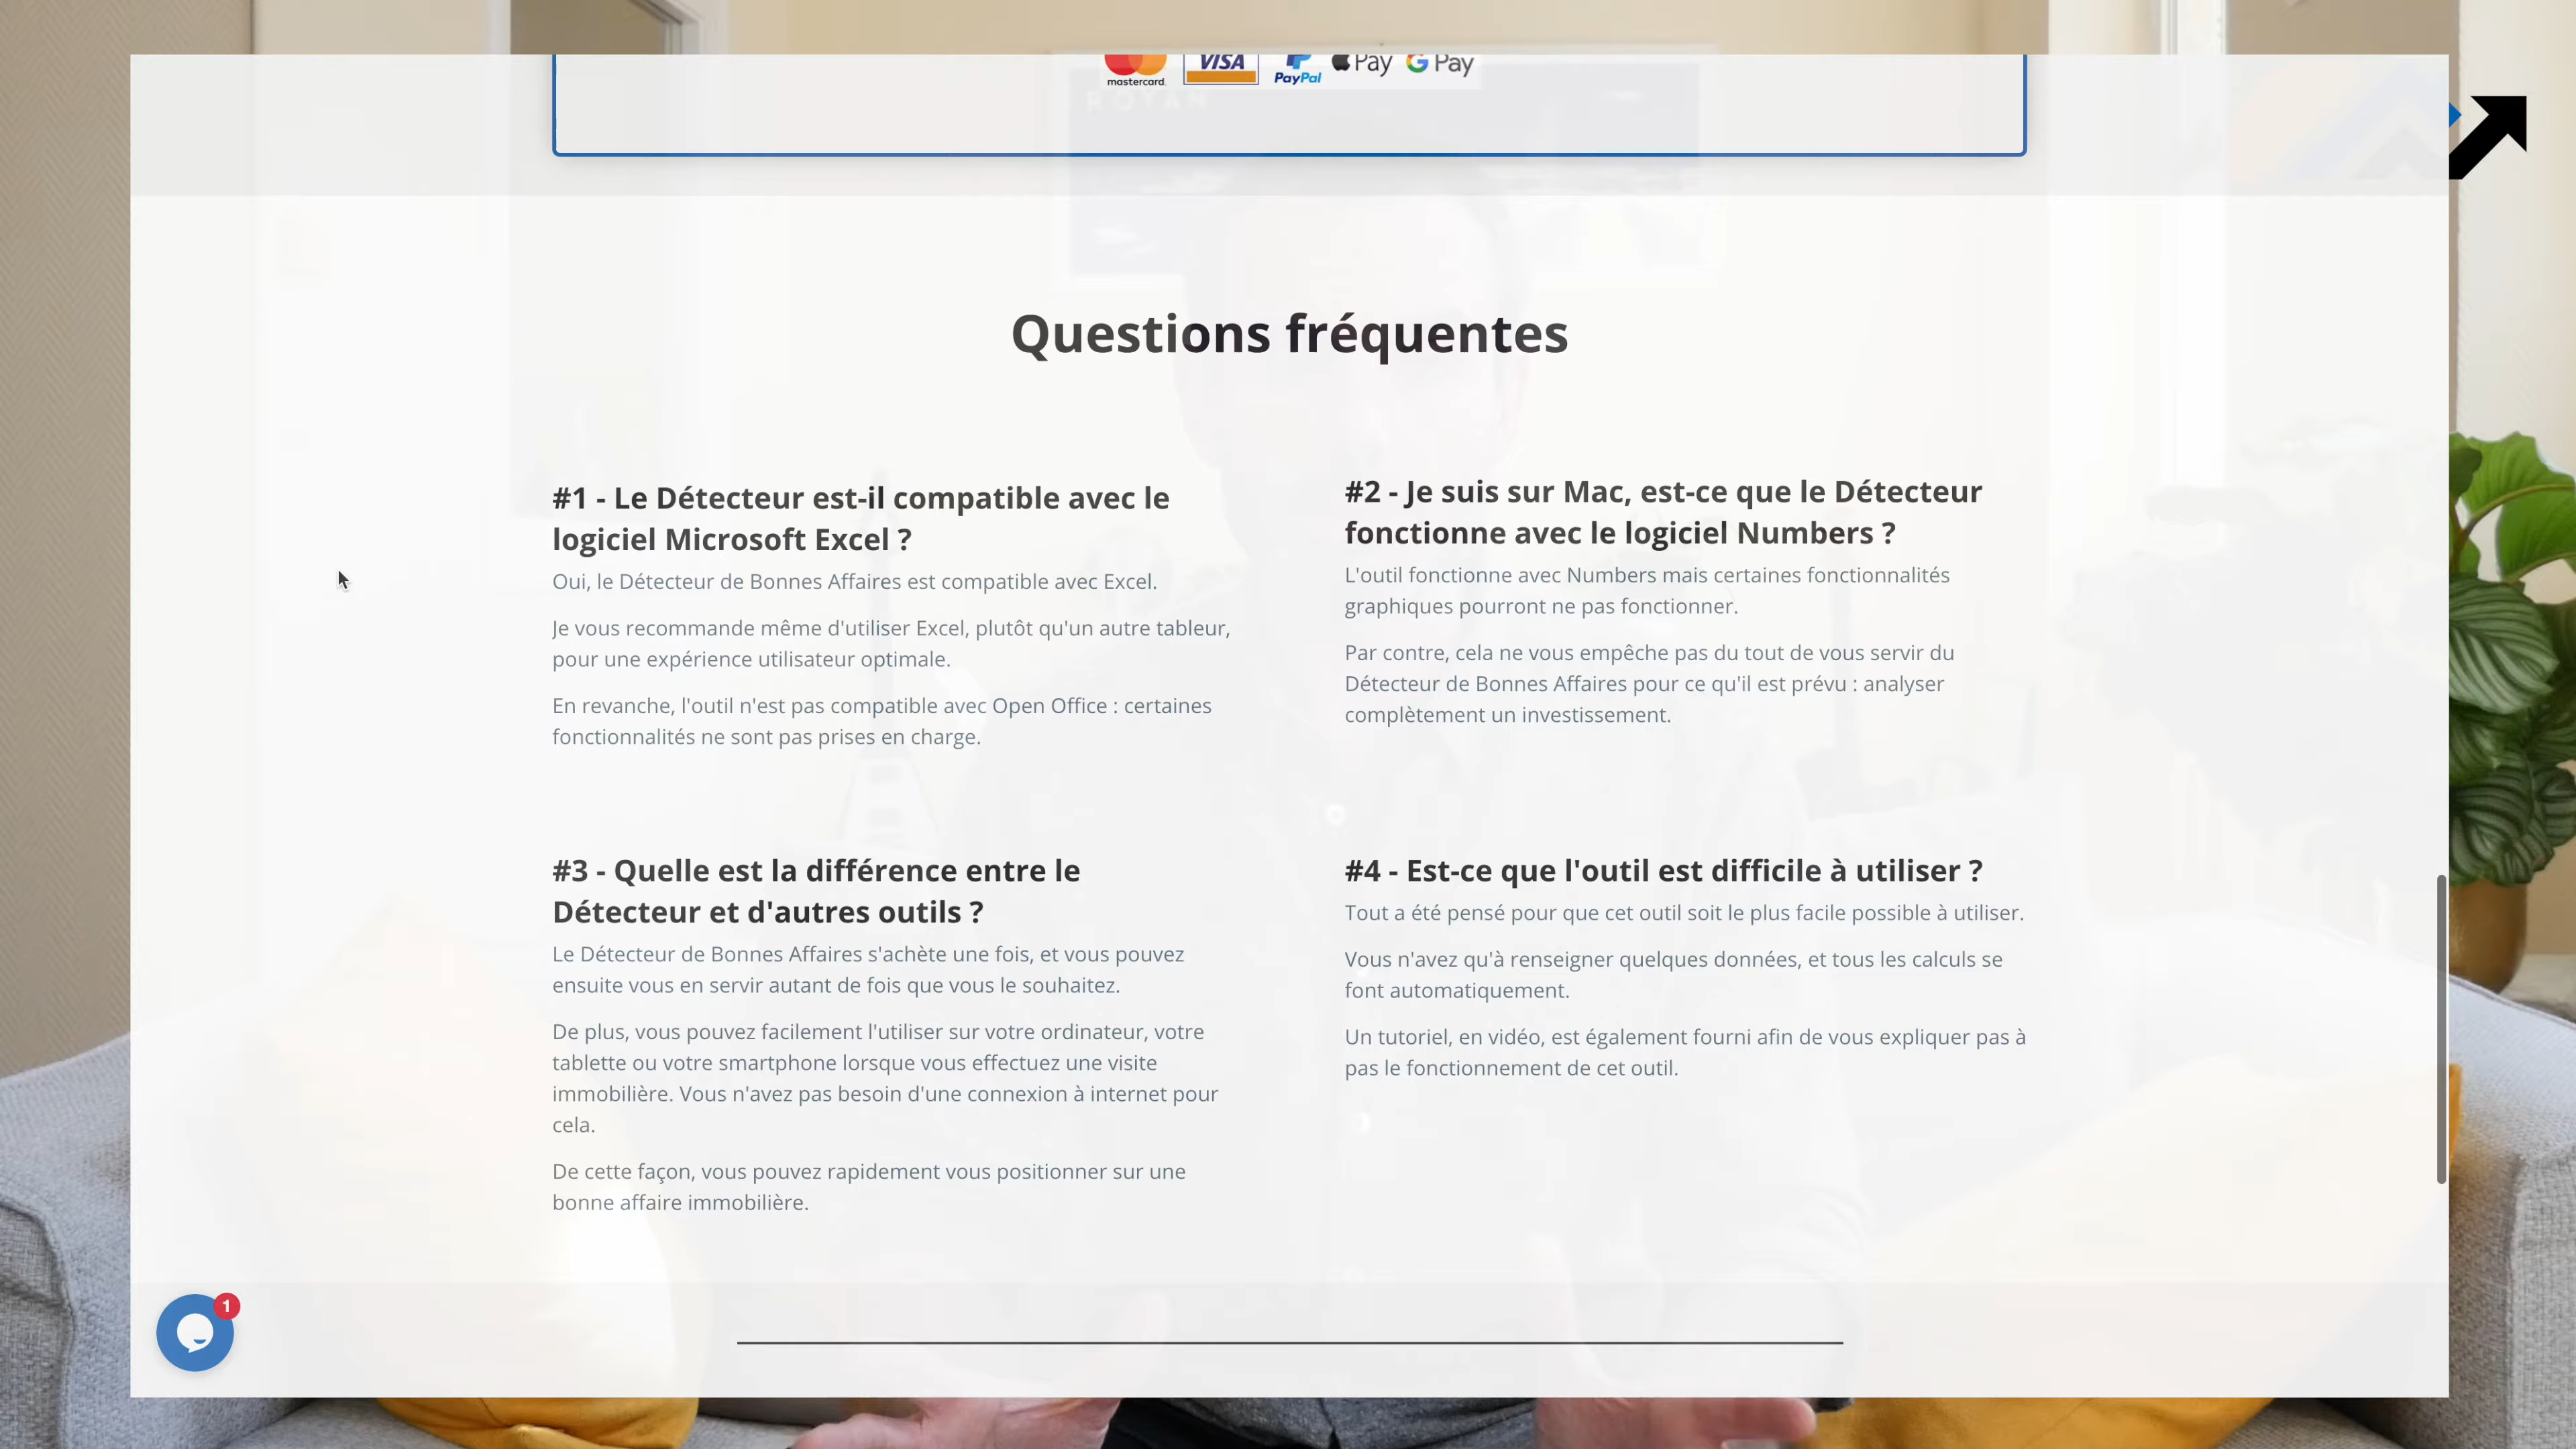 mastercard VISA PayPal Pay G Pay
ROYAN
Questions fréquentes
#1 - Le Détecteur est-il compatible avec le
logiciel Microsoft Excel ?
Oui, le Détecteur de Bonnes Affaires est compatible avec Excel.
Je vous recommande même d'utiliser Excel, plutôt qu'un autre tableur,
pour une expérience utilisateur optimale.
En revanche, l'outil n'est pas compatible avec Open Office : certaines
fonctionnalités ne sont pas prises en charge.
#2 - Je suis sur Mac, est-ce que le Détecteur
fonctionne avec le logiciel Numbers ?
L'outil fonctionne avec Numbers mais certaines fonctionnalités
graphiques pourront ne pas fonctionner.
Par contre, cela ne vous empêche pas du tout de vous servir du
Détecteur de Bonnes Affaires pour ce qu'il est prévu : analyser
complètement un investissement.
#3 - Quelle est la différence entre le
Détecteur et d'autres outils ?
Le Détecteur de Bonnes Affaires s'achète une fois, et vous pouvez
ensuite vous en servir autant de fois que vous le souhaitez.
De plus, vous pouvez facilement l'utiliser sur votre ordinateur, votre
tablette ou votre smartphone lorsque vous effectuez une visite
immobilière. Vous n'avez pas besoin d'une connexion à internet pour
cela.
De cette façon, vous pouvez rapidement vous positionner sur une
bonne affaire immobilière.
#4 - Est-ce que l'outil est difficile à utiliser ?
Tout a été pensé pour que cet outil soit le plus facile possible à utiliser.
Vous n'avez qu'à renseigner quelques données, et tous les calculs se
font automatiquement.
Un tutoriel, en vidéo, est également fourni afin de vous expliquer pas à
pas le fonctionnement de cet outil.
1